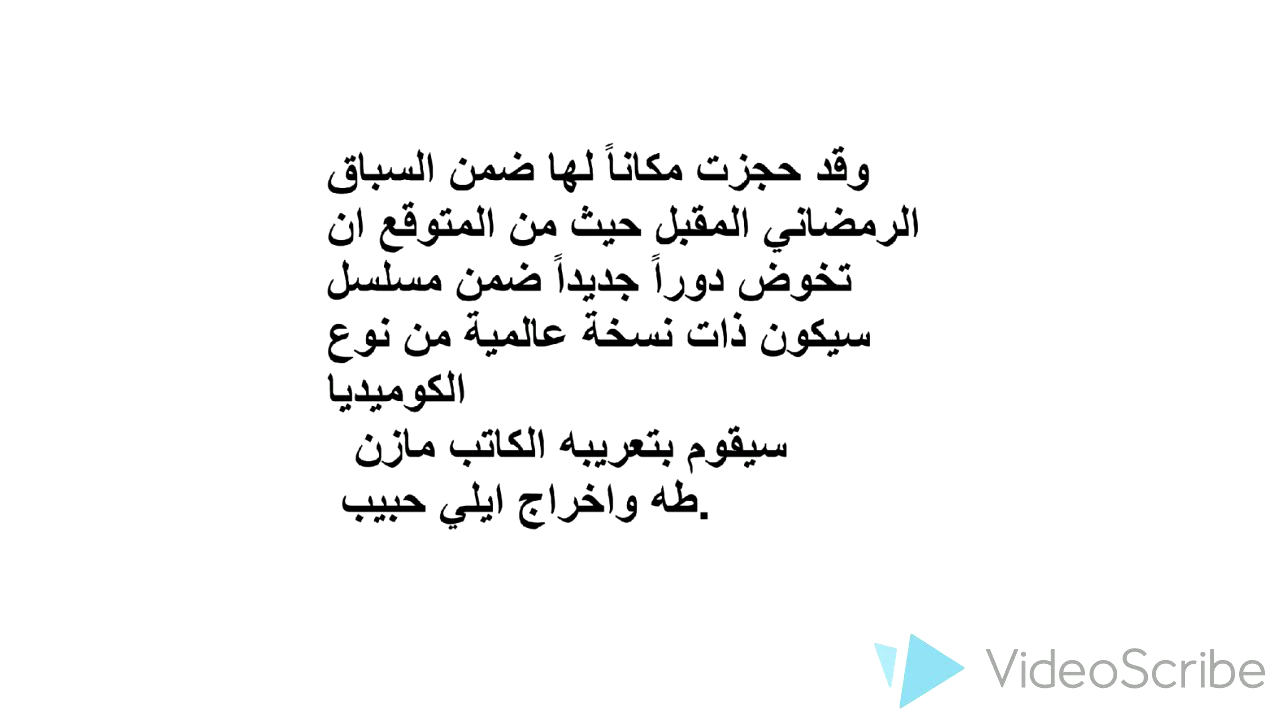 وقد حجزت مكاناً لها ضمن السباق
الرمضاني المقبل حيث من المتوقع ان
تخوض دوراً جديداً ضمن مسلسل
سيكون ذات نسخة عالمية من نوع
الكوميديا
سيقوم بتعريبه الكاتب مازن
طه واخراج ايلي حبيب.
VideoScribe